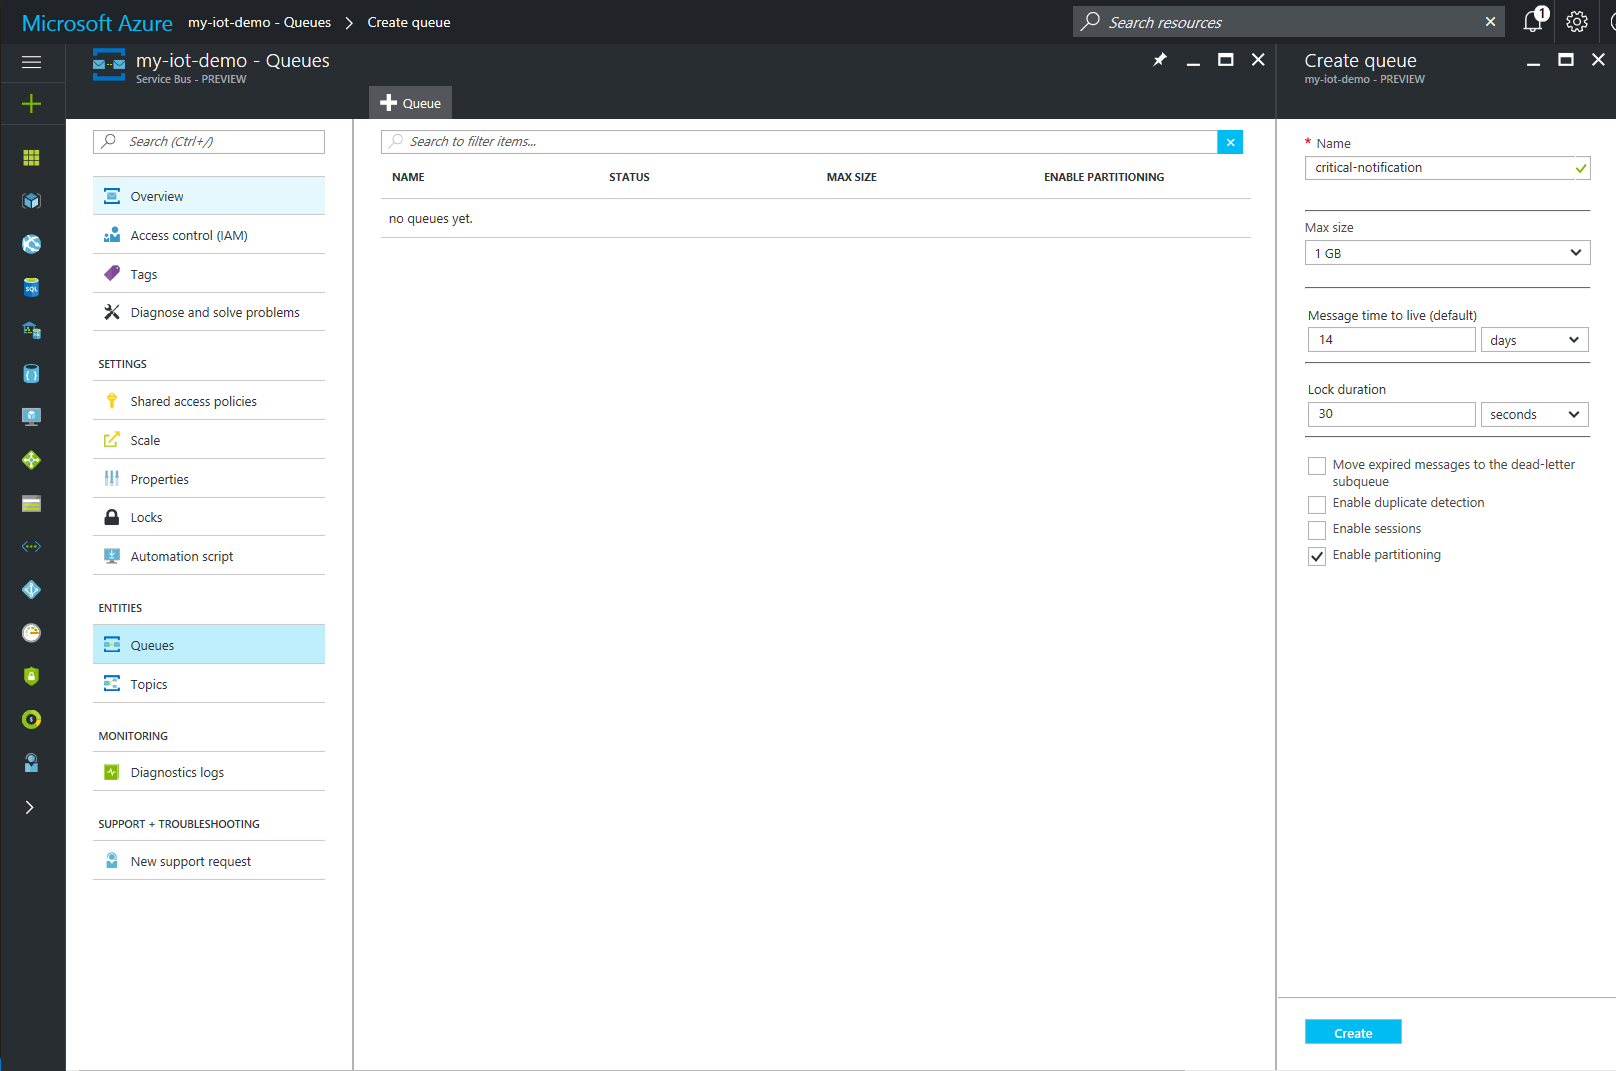 Microsoft Azure my-iot-demo - Queues > Create queue
Search resources
1
my-iot-demo - Queues
Service Bus - PREVIEW
Queue
Search (Ctrl+/)
Overview
Access control (IAM)
Tags
Diagnose and solve problems
SETTINGS
Shared access policies
Scale
Properties
Locks
Automation script
ENTITIES
Queues
Topics
MONITORING
Diagnostics logs
SUPPORT + TROUBLESHOOTING
New support request
Search to filter items...
NAME STATUS MAX SIZE ENABLE PARTITIONING
no queues yet.
Create queue
my-iot-demo - PREVIEW
* Name
critical-notification
Max size
1 GB
Message time to live (default)
14 days
Lock duration
30 seconds
Move expired messages to the dead-letter
subqueue
Enable duplicate detection
Enable sessions
Enable partitioning
Create
SQL